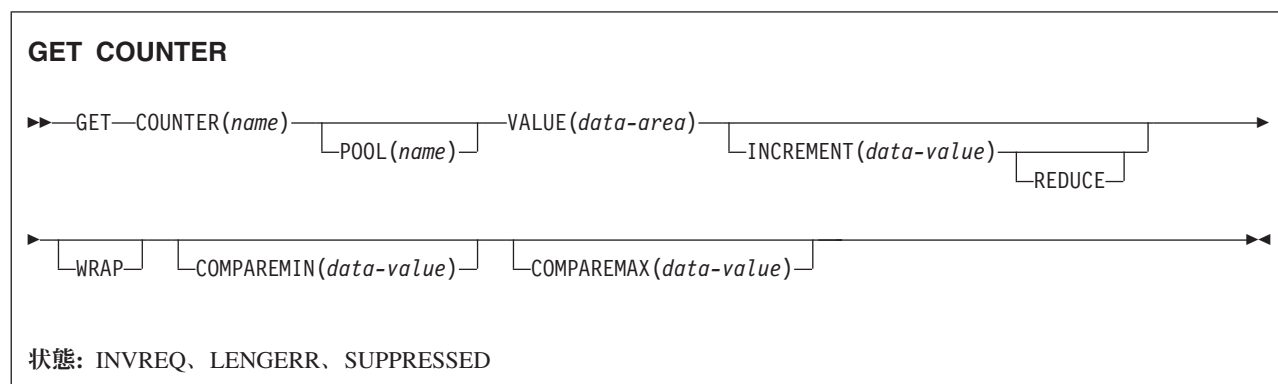 GET COUNTER
GET COUNTER(name) VALUE(data-area)
POOL(name) INCREMENT(data-value)
REDUCE
WRAP COMPAREMIN(data-value) COMPAREMAX(data-value)
状態: INVREQ、LENGERR、SUPPRESSED